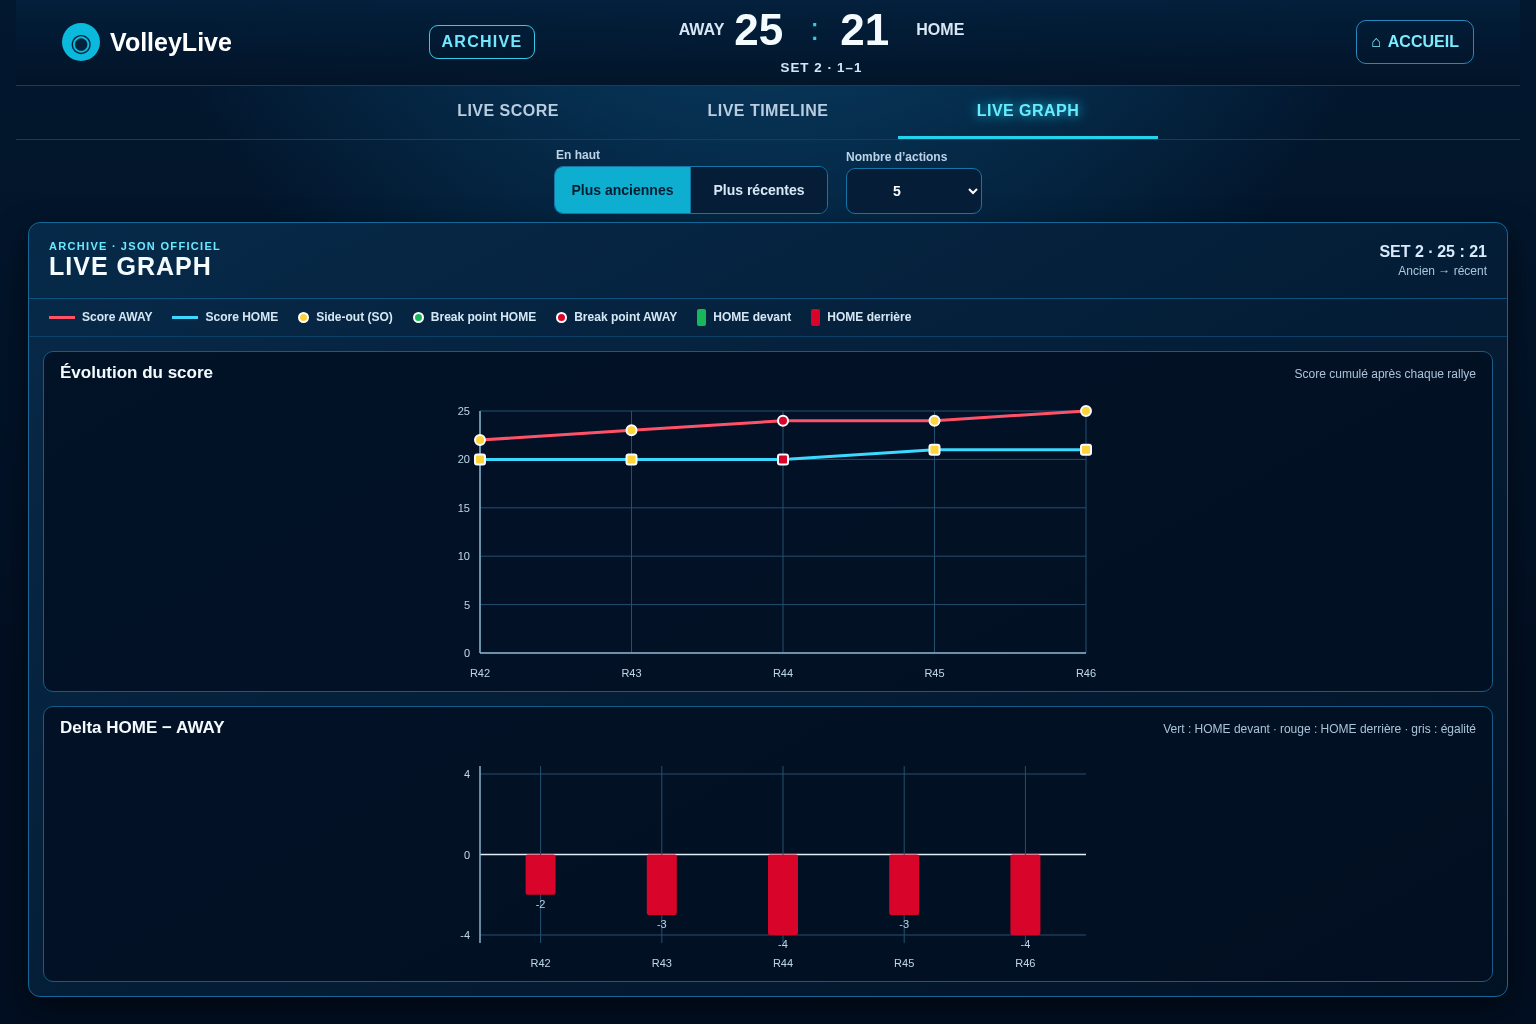 VolleyLive
ARCHIVE
AWAY 25 : 21 HOME
SET 2 · 1–1
⌂ ACCUEIL
LIVE SCORE
LIVE TIMELINE
LIVE GRAPH
En haut
Plus anciennes
Plus récentes
Nombre d'actions
5
ARCHIVE · JSON OFFICIEL
LIVE GRAPH
SET 2 · 25 : 21
Ancien → récent
Score AWAY
Score HOME
Side-out (SO)
Break point HOME
Break point AWAY
HOME devant
HOME derrière
Évolution du score
Score cumulé après chaque rallye
25
20
15
10
5
0
R42 R43 R44 R45 R46
Delta HOME − AWAY
Vert : HOME devant · rouge : HOME derrière · gris : égalité
4
0
-4
-2 -3 -4 -3 -4
R42 R43 R44 R45 R46